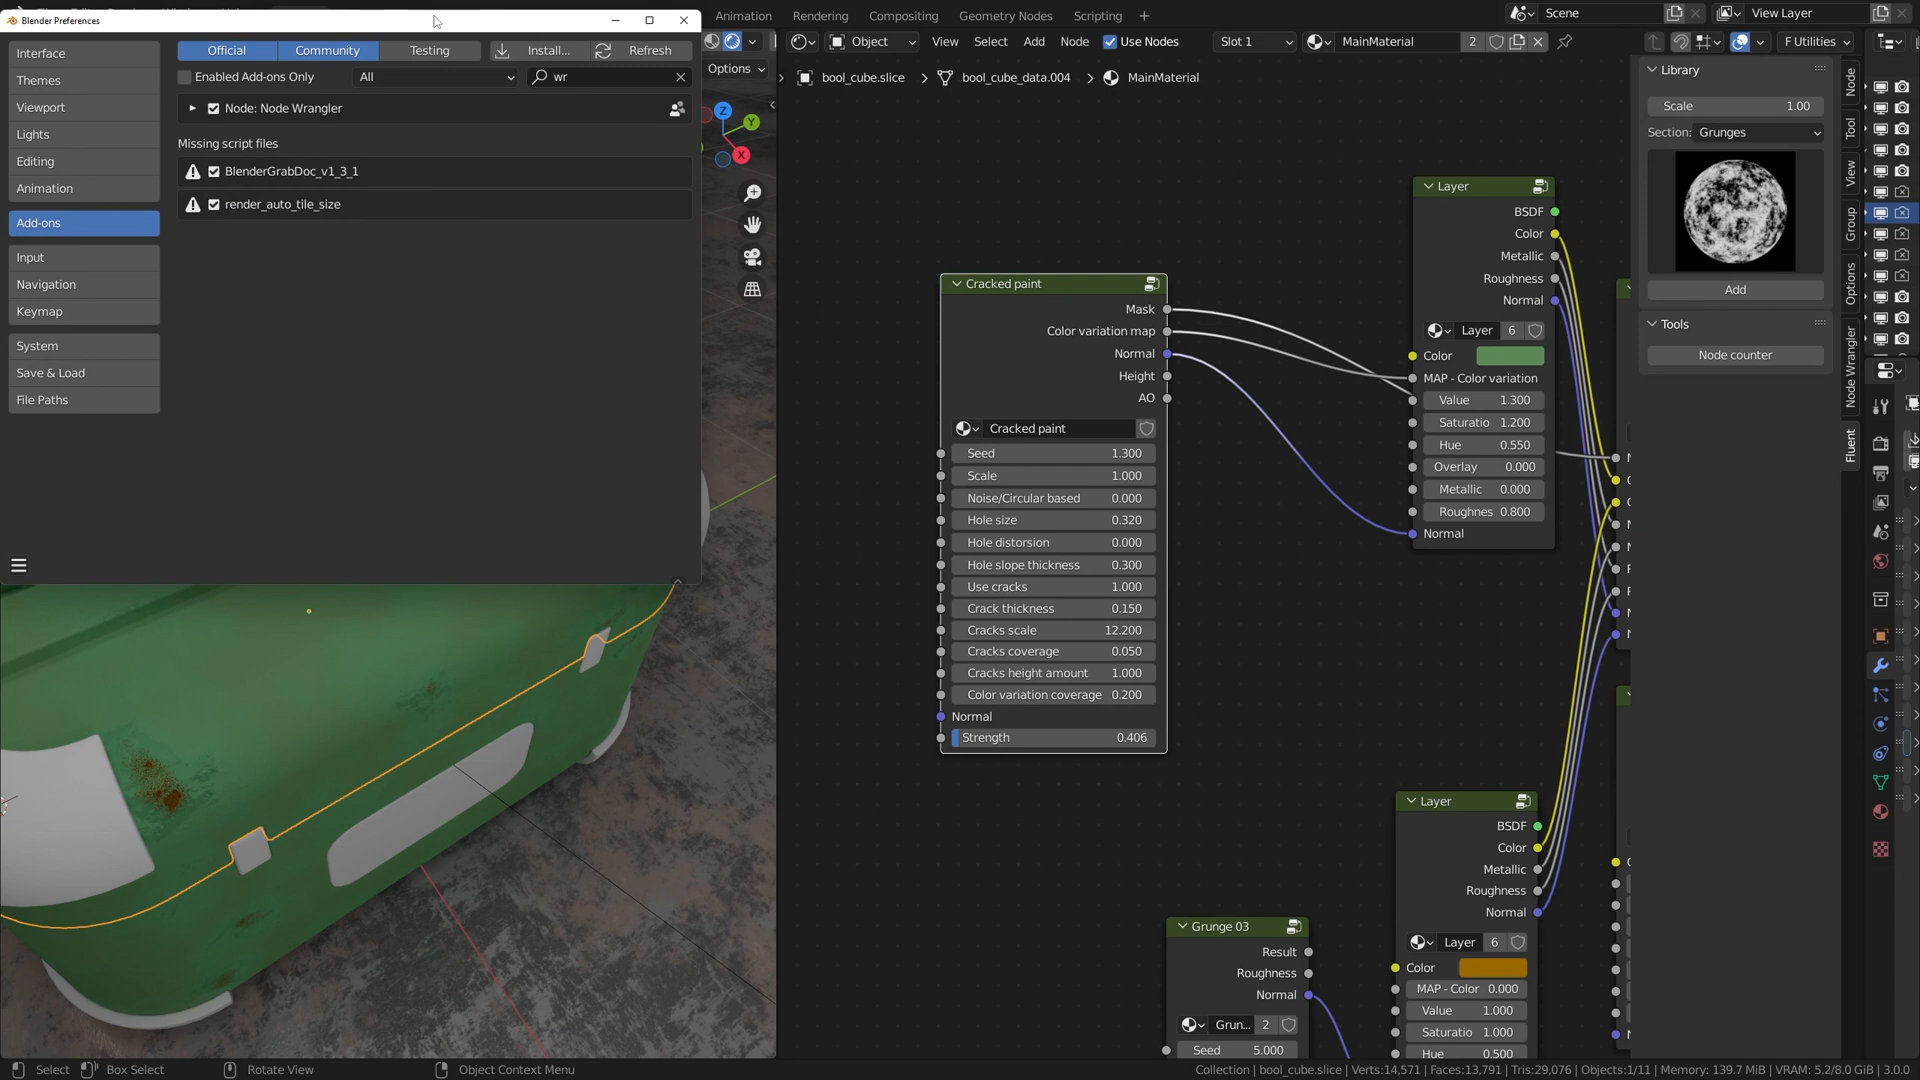 Blender Preferences
Interface
Themes
Viewport
Lights
Editing
Animation
Add-ons
Input
Navigation
Keymap
System
Save & Load
File Paths
Official Community Testing Install... Refresh
Enabled Add-ons Only All wr
Node: Node Wrangler
Missing script files
BlenderGrabDoc_v1_3_1
render_auto_tile_size
Animation Rendering Compositing Geometry Nodes Scripting +
Scene
View Layer
Object View Select Add Node Use Nodes Slot 1 MainMaterial 2
F Utilities
Options
bool_cube.slice > bool_cube_data.004 > MainMaterial
Z
Y
X
Cracked paint
Mask
Color variation map
Normal
Height
AO
Cracked paint
Seed 1.300
Scale 1.000
Noise/Circular based 0.000
Hole size 0.320
Hole distorsion 0.000
Hole slope thickness 0.300
Use cracks 1.000
Crack thickness 0.150
Cracks scale 12.200
Cracks coverage 0.050
Cracks height amount 1.000
Color variation coverage 0.200
Normal
Strength 0.406
Layer
BSDF
Color
Metallic
Roughness
Normal
Layer 6
Color
MAP - Color variation
Value 1.300
Saturatio 1.200
Hue 0.550
Overlay 0.000
Metallic 0.000
Roughnes 0.800
Normal
Grunge 03
Result
Roughness
Normal
Grun... 2
Seed 5.000
Layer
BSDF
Color
Metallic
Roughness
Normal
Layer 6
Color
MAP - Color 0.000
Value 1.000
Saturatio 1.000
Hue 0.500
Library
Scale 1.00
Section: Grunges
Add
Tools
Node counter
Node
Tool
View
Group
Options
Node Wrangler
Fluent
Select Box Select Rotate View Object Context Menu
Collection | bool_cube.slice | Verts:14,571 | Faces:13,791 | Tris:29,076 | Objects:1/11 | Memory: 139.7 MiB | VRAM: 5.2/8.0 GiB | 3.0.0